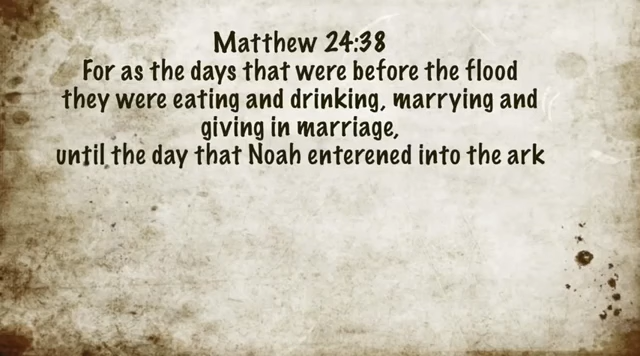 Matthew 24:38
For as the days that were before the flood
they were eating and drinking, marrying and
giving in marriage,
until the day that Noah enterened into the ark